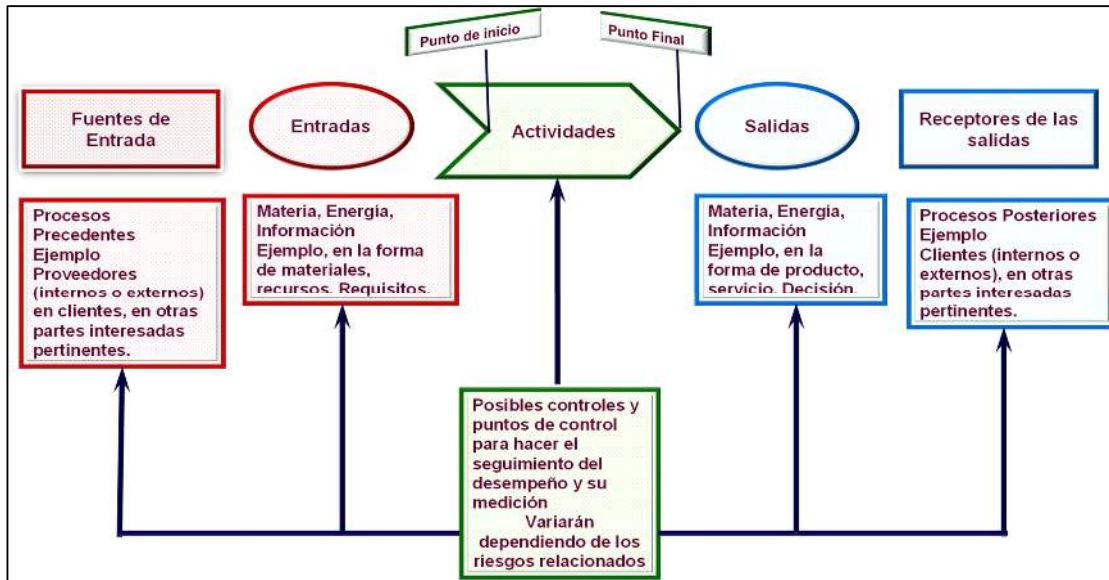 Punto de inicio
Punto Final
Fuentes de
Entrada
Entradas
Actividades
Salidas
Receptores de las
salidas
Procesos
Precedentes
Ejemplo
Proveedores
(internos o externos)
en clientes, en otras
partes interesadas
pertinentes.
Materia, Energía,
Información
Ejemplo, en la forma
de materiales,
recursos. Requisitos.
Materia, Energía,
Información
Ejemplo, en la
forma de producto,
servicio. Decisión.
Procesos Posteriores
Ejemplo
Clientes (internos o
externos), en otras
partes interesadas
pertinentes.
Posibles controles y
puntos de control
para hacer el
seguimiento del
desempeño y su
medición
Variarán
dependiendo de los
riesgos relacionados